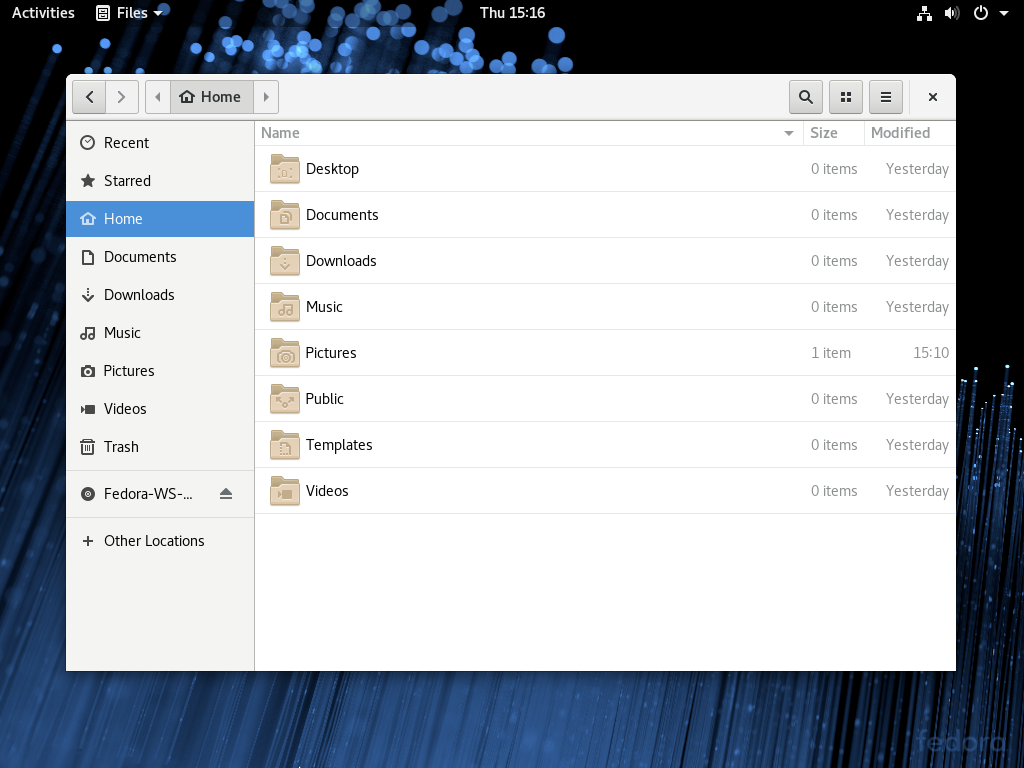 Activities Files Thu 15:16
Home
Name Size Modified
Recent
Starred
Home
Documents
Downloads
Music
Pictures
Videos
Trash
Fedora-WS-...
Other Locations
Desktop 0 items Yesterday
Documents 0 items Yesterday
Downloads 0 items Yesterday
Music 0 items Yesterday
Pictures 1 item 15:10
Public 0 items Yesterday
Templates 0 items Yesterday
Videos 0 items Yesterday
fedora